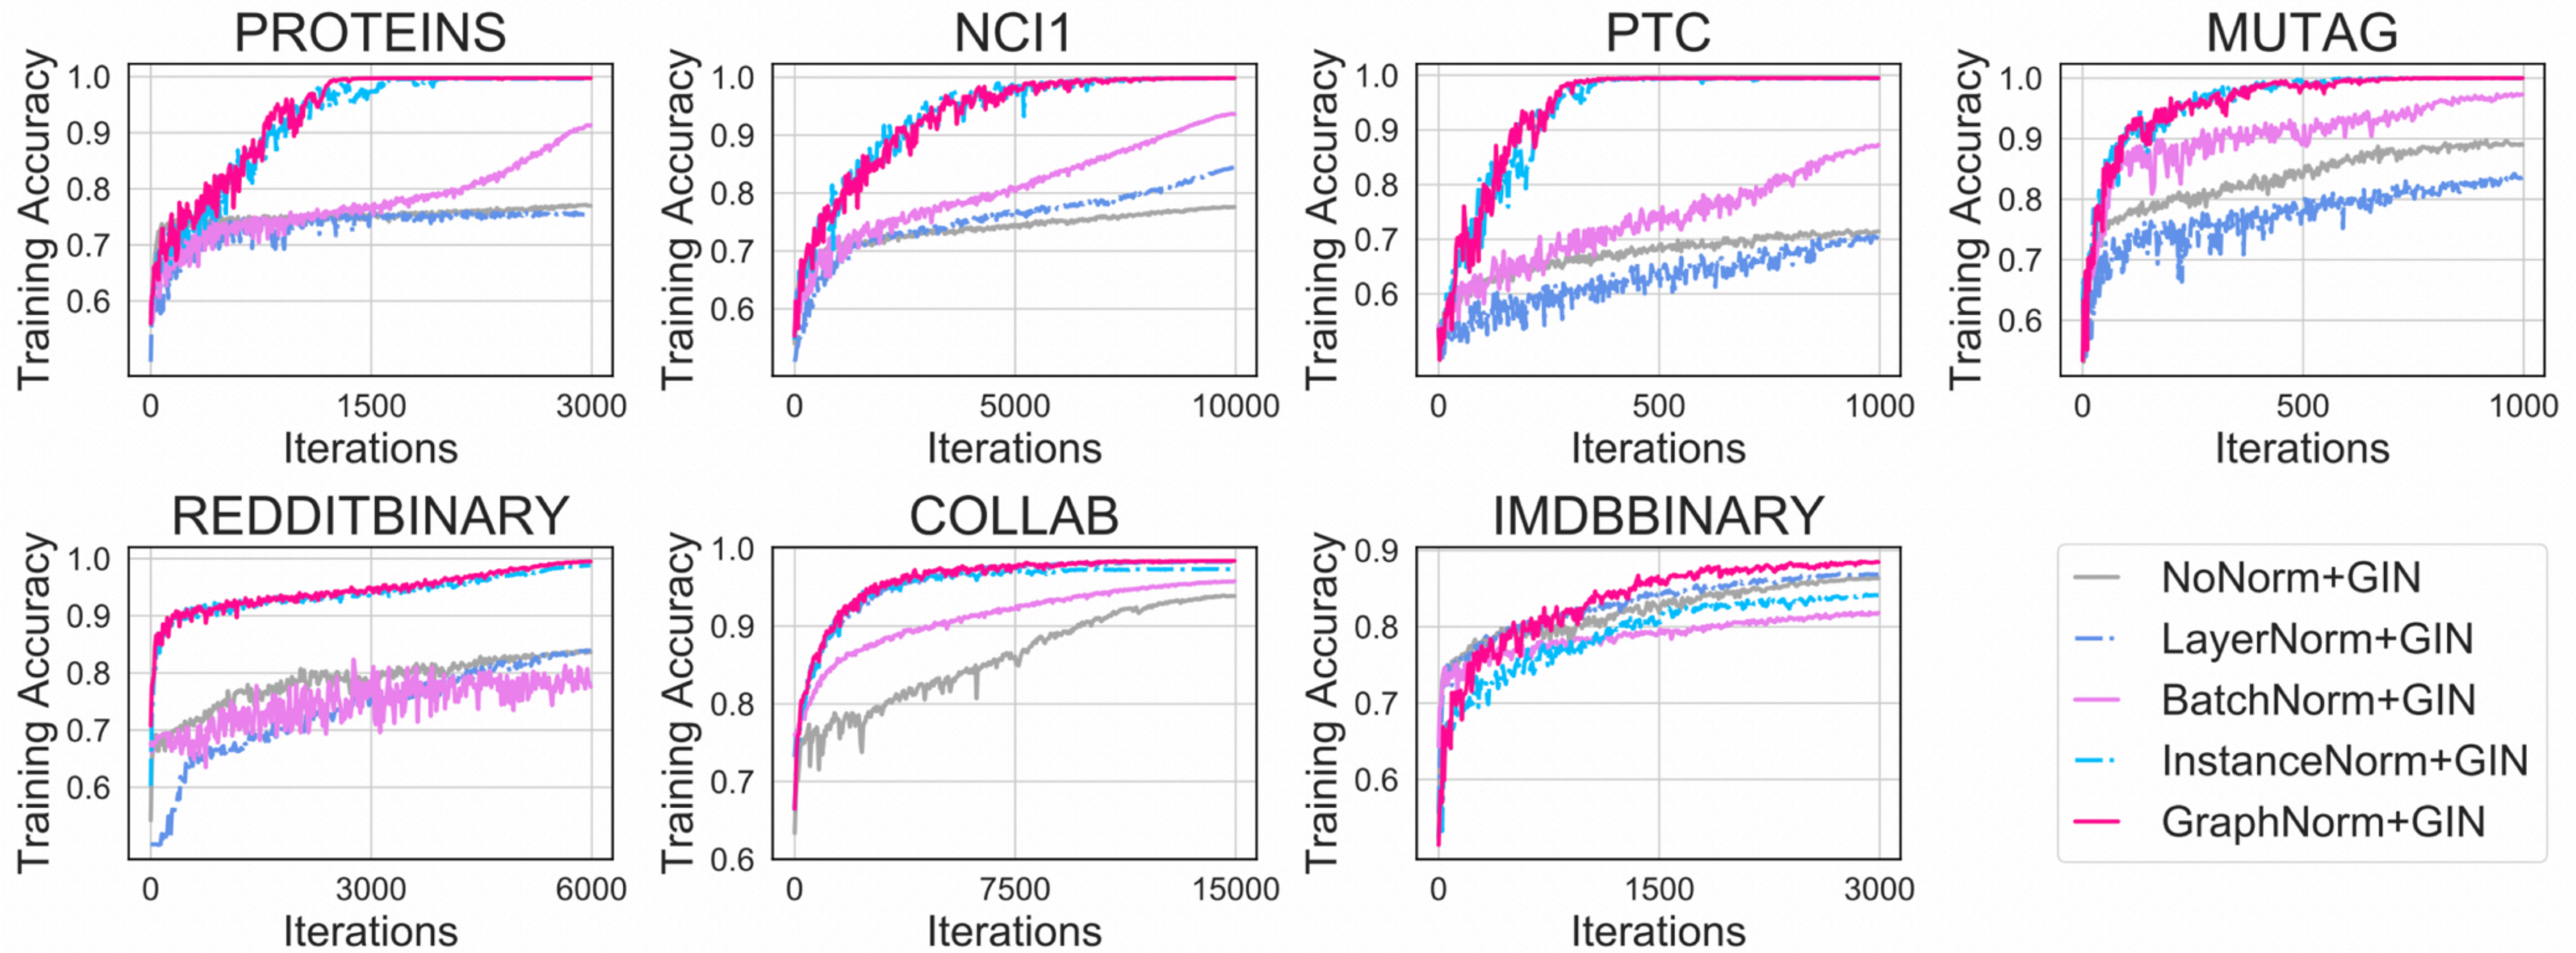 PROTEINS
Training Accuracy
1.0
0.9
0.8
0.7
0.6
0 1500 3000
Iterations
NCI1
Training Accuracy
1.0
0.9
0.8
0.7
0.6
0 5000 10000
Iterations
PTC
Training Accuracy
1.0
0.9
0.8
0.7
0.6
0 500 1000
Iterations
MUTAG
Training Accuracy
1.0
0.9
0.8
0.7
0.6
0 500 1000
Iterations
REDDITBINARY
Training Accuracy
1.0
0.9
0.8
0.7
0.6
0 3000 6000
Iterations
COLLAB
Training Accuracy
1.0
0.9
0.8
0.7
0.6
0 7500 15000
Iterations
IMDBBINARY
Training Accuracy
0.9
0.8
0.7
0.6
0 1500 3000
Iterations
NoNorm+GIN
LayerNorm+GIN
BatchNorm+GIN
InstanceNorm+GIN
GraphNorm+GIN